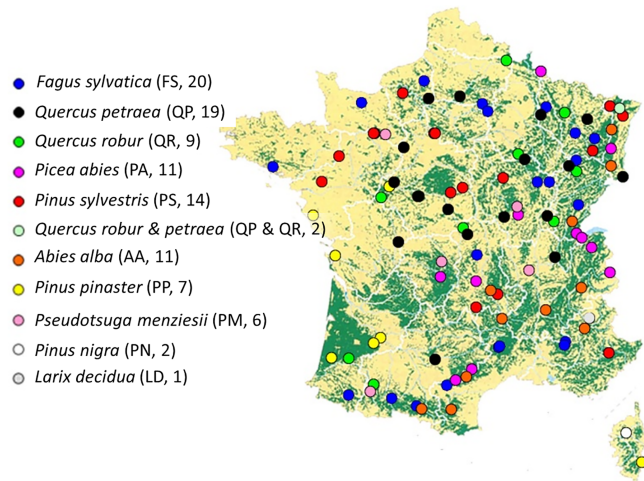 Fagus sylvatica (FS, 20)
Quercus petraea (QP, 19)
Quercus robur (QR, 9)
Picea abies (PA, 11)
Pinus sylvestris (PS, 14)
Quercus robur & petraea (QP & QR, 2)
Abies alba (AA, 11)
Pinus pinaster (PP, 7)
Pseudotsuga menziesii (PM, 6)
Pinus nigra (PN, 2)
Larix decidua (LD, 1)